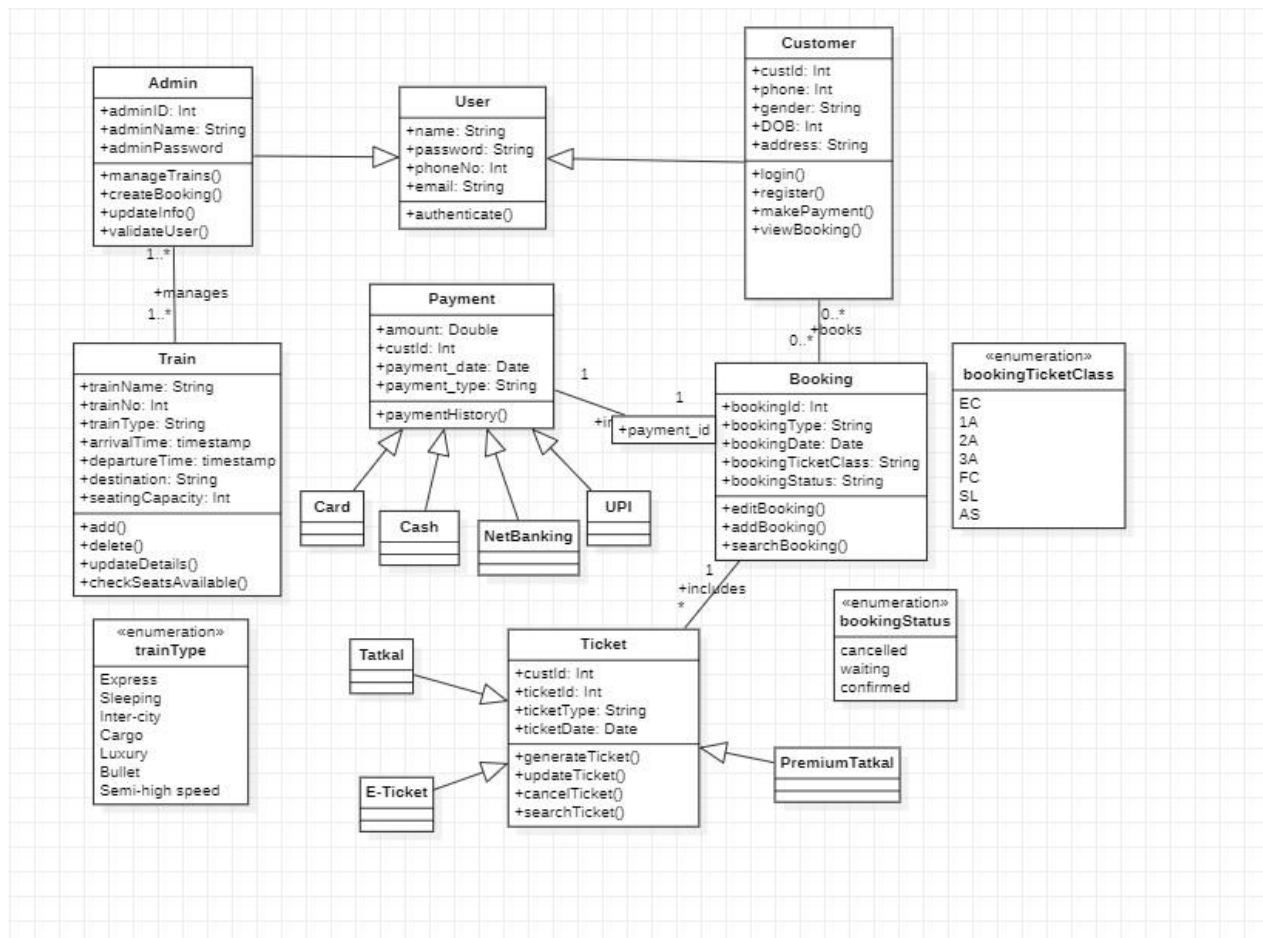 Admin
+adminID: Int
+adminName: String
+adminPassword
+manageTrains()
+createBooking()
+updateInfo()
+validateUser()
1..*
+manages
1..*
User
+name: String
+password: String
+phoneNo: Int
+email: String
+authenticate()
Customer
+custId: Int
+phone: Int
+gender: String
+DOB: Int
+address: String
+login()
+register()
+makePayment()
+viewBooking()
0..*
+books
0..*
Train
+trainName: String
+trainNo: Int
+trainType: String
+arrivalTime: timestamp
+departureTime: timestamp
+destination: String
+seatingCapacity: Int
+add()
+delete()
+updateDetails()
+checkSeatsAvailable()
Payment
+amount: Double
+custId: Int
+payment_date: Date
+payment_type: String
+paymentHistory()
1
1
+payment_id
Card
Cash
NetBanking
UPI
Booking
+bookingId: Int
+bookingType: String
+bookingDate: Date
+bookingTicketClass: String
+bookingStatus: String
+editBooking()
+addBooking()
+searchBooking()
1
+includes
*
«enumeration»
bookingTicketClass
EC
1A
2A
3A
FC
SL
AS
«enumeration»
bookingStatus
cancelled
waiting
confirmed
«enumeration»
trainType
Express
Sleeping
Inter-city
Cargo
Luxury
Bullet
Semi-high speed
Tatkal
E-Ticket
Ticket
+custId: Int
+ticketId: Int
+ticketType: String
+ticketDate: Date
+generateTicket()
+updateTicket()
+cancelTicket()
+searchTicket()
PremiumTatkal